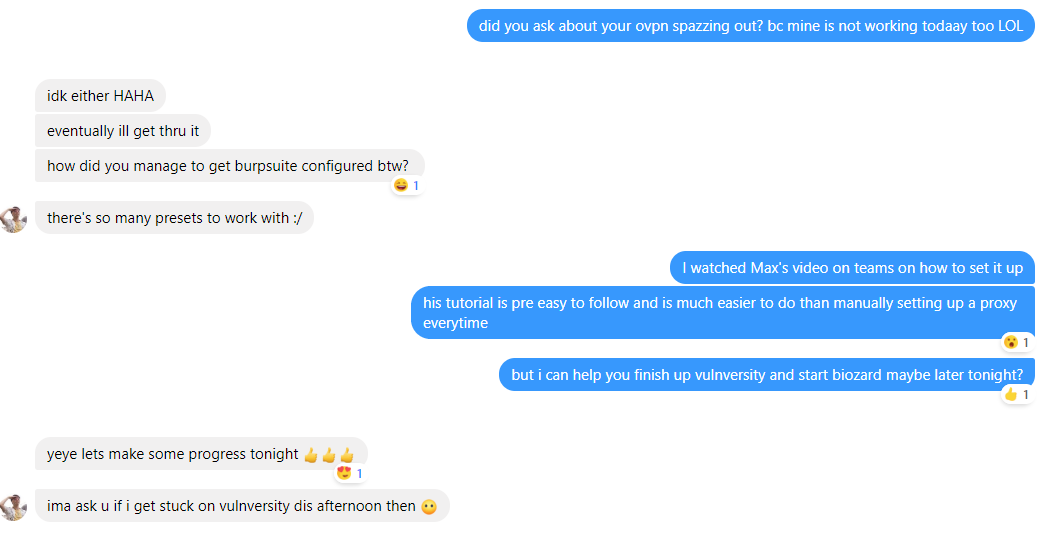 did you ask about your ovpn spazzing out? bc mine is not working todaay too LOL
idk either HAHA
eventually ill get thru it
how did you manage to get burpsuite configured btw?
😄 1
there's so many presets to work with :/
I watched Max's video on teams on how to set it up
his tutorial is pre easy to follow and is much easier to do than manually setting up a proxy
everytime
😮 1
but i can help you finish up vulnversity and start biozard maybe later tonight?
👍 1
yeye lets make some progress tonight 👍👍👍
😍 1
ima ask u if i get stuck on vulnversity dis afternoon then 😶